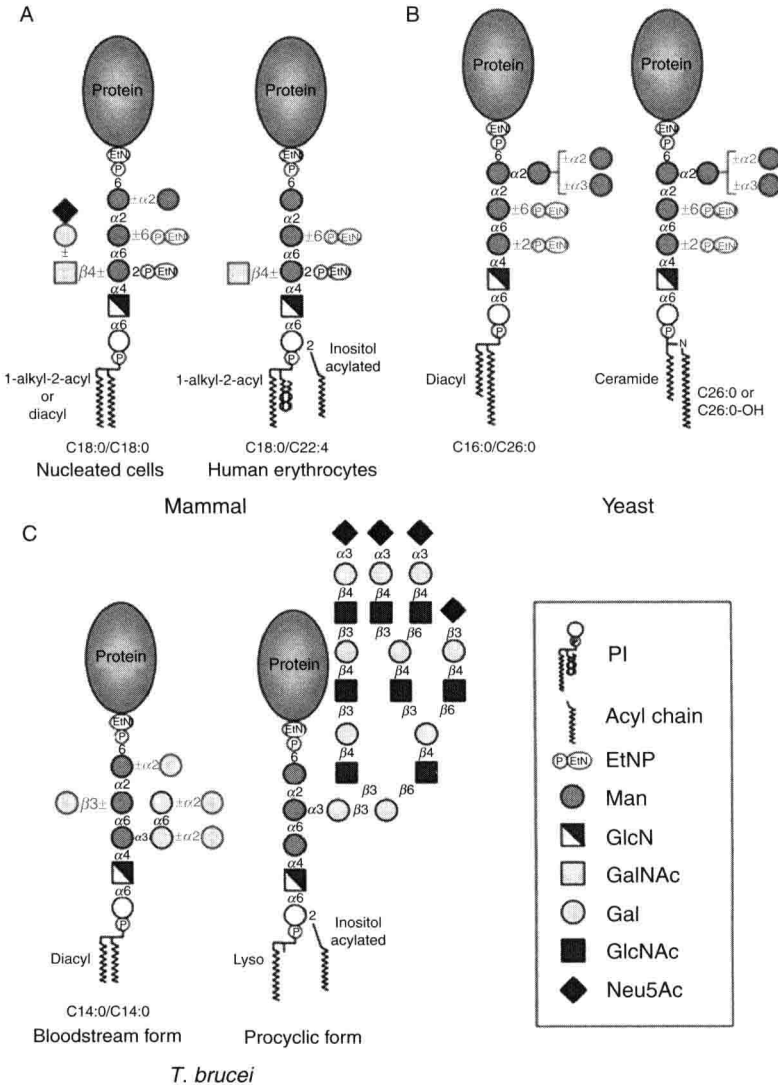 A
B
Protein
Protein
Protein
Protein
EtN
EtN
EtN
EtN
P
P
P
P
6
6
6
6
±α2
α2
±α2
α2
±α2
±α3
±α3
α2
α2
α2
α2
±6 P EtN
±6 P EtN
±6 P EtN
±6 P EtN
±
α6
α6
β4± 2 P EtN
β4± 2 P EtN
±2 P EtN
±2 P EtN
α4
α4
α4
α4
α6
α6
α6
α6
P
P
2
P
P
Inositol
acylated
N
1-alkyl-2-acyl
or
diacyl
1-alkyl-2-acyl
Diacyl
Ceramide
C26:0 or
C26:0-OH
C18:0/C18:0
C18:0/C22:4
C16:0/C26:0
Nucleated cells
Human erythrocytes
Mammal
Yeast
C
α3
α3
α3
β4
β4
β4
β3
β3
β6
β3
β4
β4
β4
β3
β3
β6
β4
β4
β3
β6
Protein
Protein
EtN
EtN
P
P
6
6
±α2
α2
α2
β3±
±α2
α3
β3
α6
α6
α6
α3
±α2
α4
α4
α6
α6
P
P
2
Inositol
acylated
Diacyl
Lyso
C14:0/C14:0
Bloodstream form
Procyclic form
T. brucei
P
PI
Acyl chain
P EtN
EtNP
Man
GlcN
GalNAc
Gal
GlcNAc
Neu5Ac